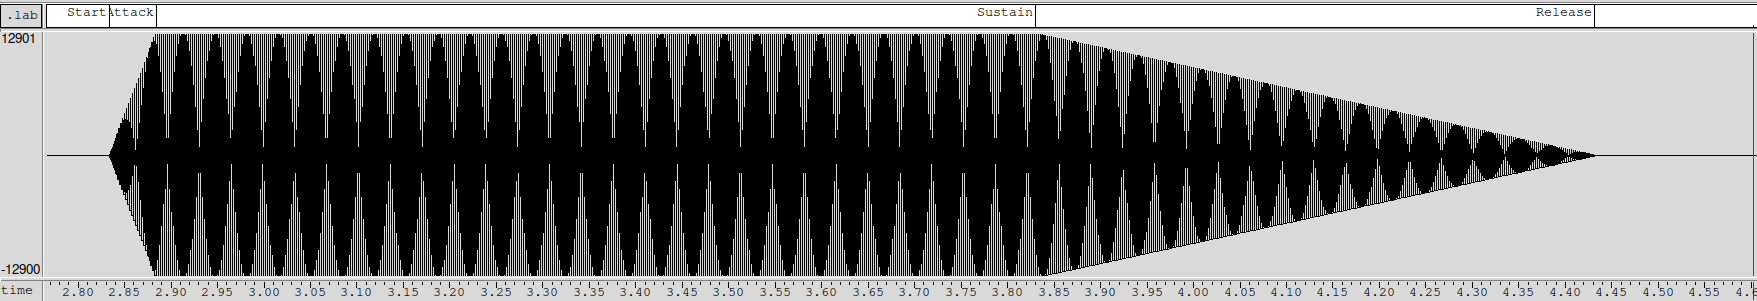 .lab Start Attack Sustain Release
12901
-12900
time 2.80 2.85 2.90 2.95 3.00 3.05 3.10 3.15 3.20 3.25 3.30 3.35 3.40 3.45 3.50 3.55 3.60 3.65 3.70 3.75 3.80 3.85 3.90 3.95 4.00 4.05 4.10 4.15 4.20 4.25 4.30 4.35 4.40 4.45 4.50 4.55